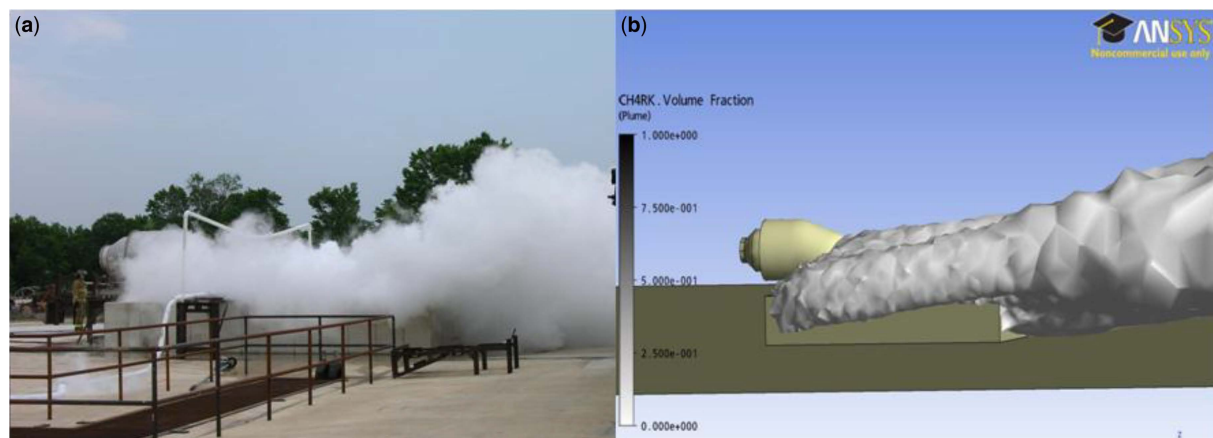 (a)
(b)
ANSYS
Noncommercial use only
CH4RK.Volume Fraction
(Plume)
1.000e+000
7.500e-001
5.000e-001
2.500e-001
0.000e+000
z